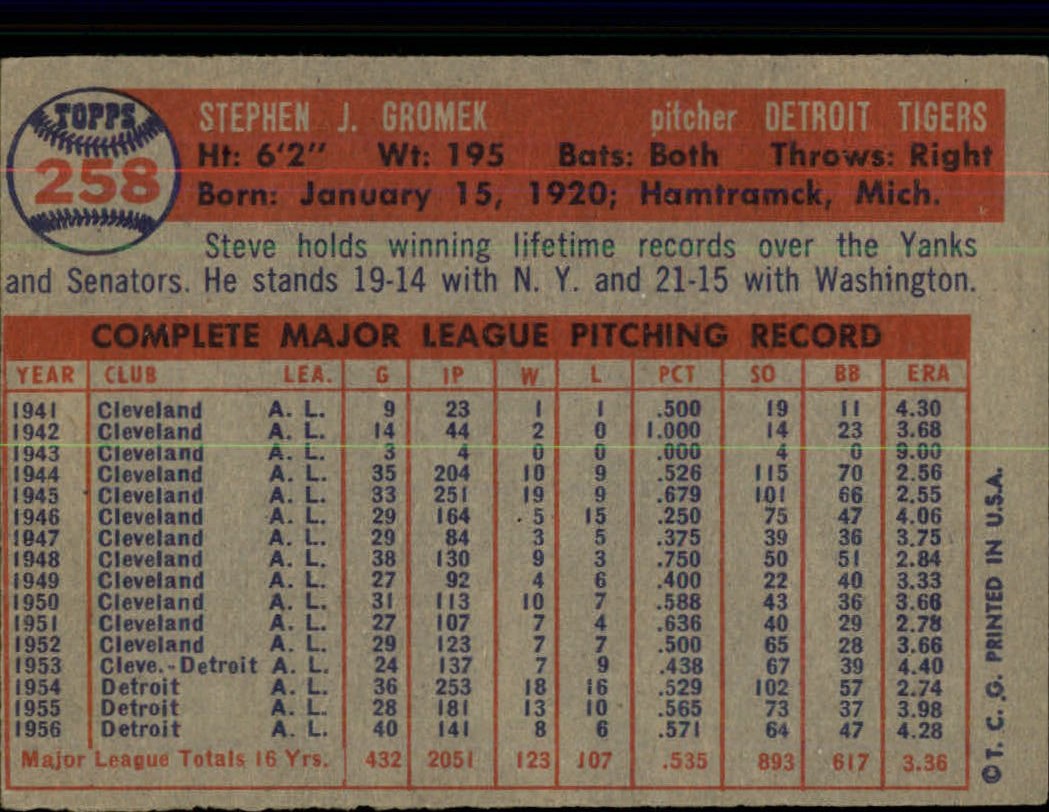 TOPPS
258
STEPHEN J. GROMEK pitcher DETROIT TIGERS
Ht: 6'2" Wt: 195 Bats: Both Throws: Right
Born: January 15, 1920; Hamtramck, Mich.
Steve holds winning lifetime records over the Yanks
and Senators. He stands 19-14 with N. Y. and 21-15 with Washington.
COMPLETE MAJOR LEAGUE PITCHING RECORD
YEAR CLUB LEA. G IP W L PCT SO BB ERA
1941 Cleveland A. L. 9 23 1 1 .500 19 11 4.30
1942 Cleveland A. L. 14 44 2 0 1.000 14 23 3.68
1943 Cleveland A. L. 3 4 0 0 .000 4 0 9.00
1944 Cleveland A. L. 35 204 10 9 .526 115 70 2.56
1945 Cleveland A. L. 33 251 19 9 .679 101 66 2.55
1946 Cleveland A. L. 29 164 5 15 .250 75 47 4.06
1947 Cleveland A. L. 29 84 3 5 .375 39 36 3.75
1948 Cleveland A. L. 38 130 9 3 .750 50 51 2.84
1949 Cleveland A. L. 27 92 4 6 .400 22 40 3.33
1950 Cleveland A. L. 31 113 10 7 .588 43 36 3.66
1951 Cleveland A. L. 27 107 7 4 .636 40 29 2.78
1952 Cleveland A. L. 29 123 7 7 .500 65 28 3.66
1953 Cleve.-Detroit A. L. 24 137 7 9 .438 67 39 4.40
1954 Detroit A. L. 36 253 18 16 .529 102 57 2.74
1955 Detroit A. L. 28 181 13 10 .565 73 37 3.98
1956 Detroit A. L. 40 141 8 6 .571 64 47 4.28
Major League Totals 16 Yrs. 432 2051 123 107 .535 893 617 3.36
©T. C. G. PRINTED IN U.S.A.